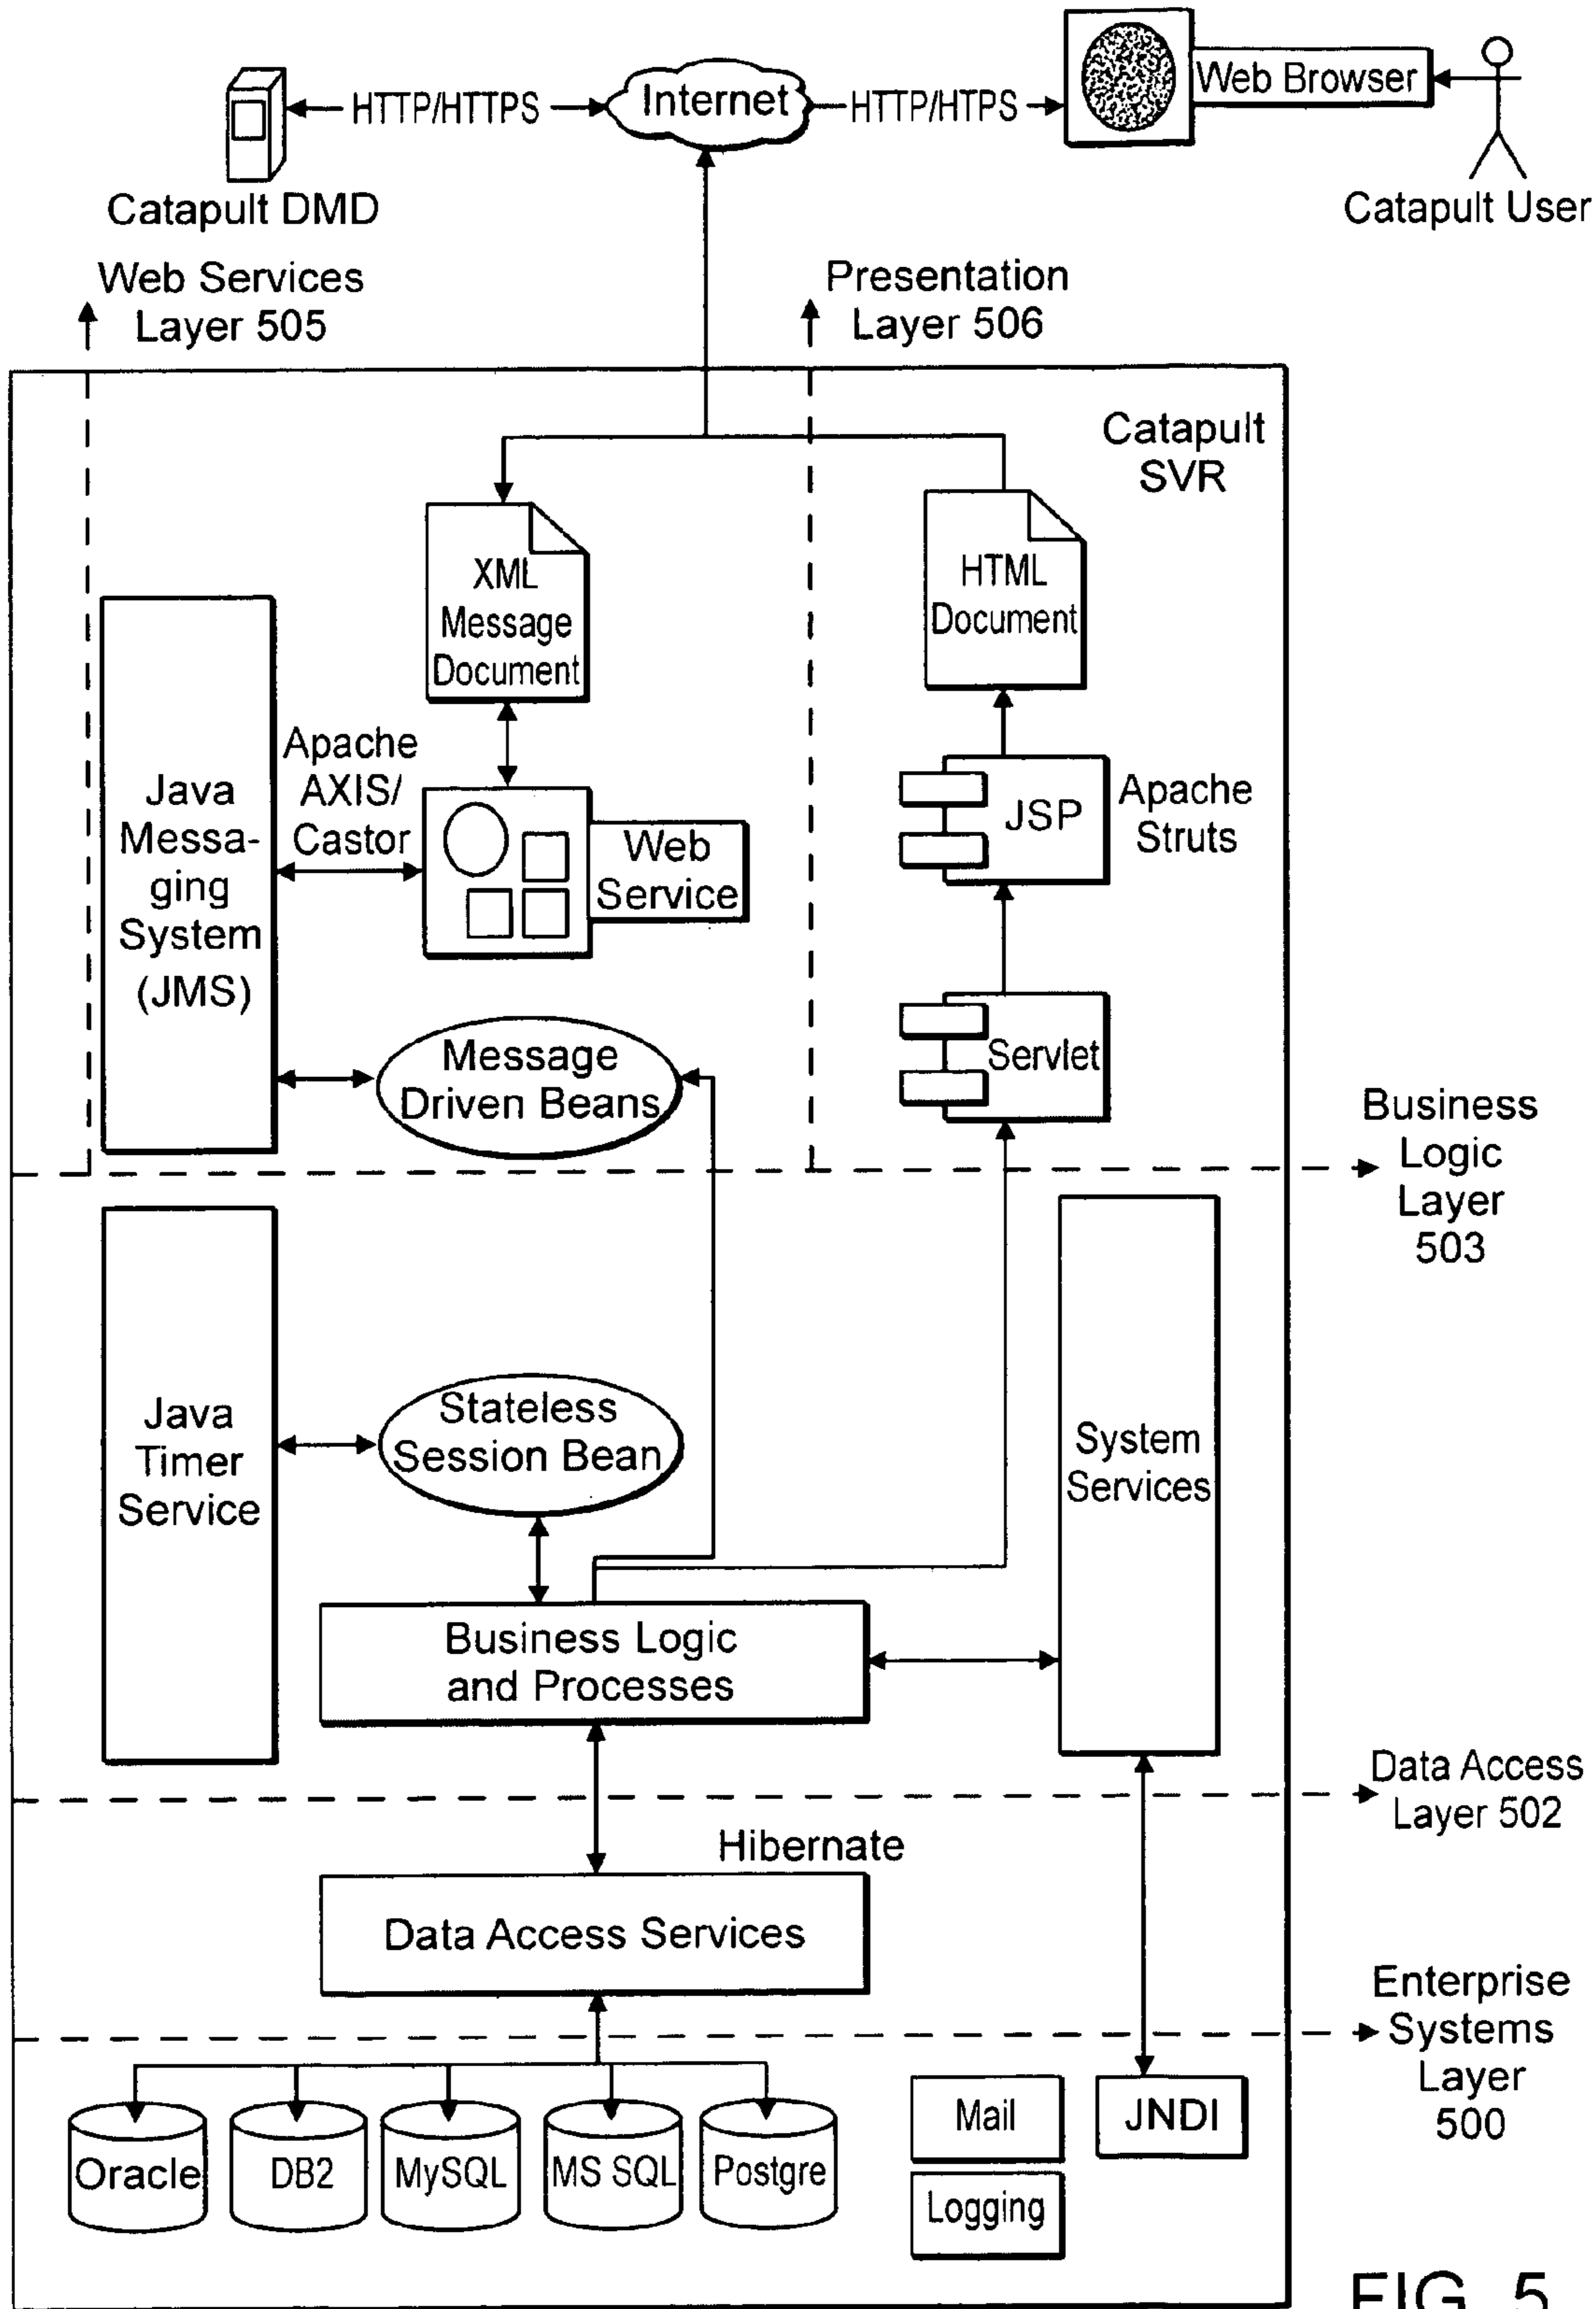 HTTP/HTTPS
Internet
HTTP/HTPS
Web Browser
Catapult DMD
Catapult User
Web Services
Layer 505
Presentation
Layer 506
Catapult
SVR
XML
Message
Document
HTML
Document
Java
Messa-
ging
System
(JMS)
Apache
AXIS/
Castor
Web
Service
JSP
Apache
Struts
Message
Driven Beans
Servlet
Business
Logic
Layer
503
Java
Timer
Service
Stateless
Session Bean
System
Services
Business Logic
and Processes
Data Access
Layer 502
Hibernate
Data Access Services
Enterprise
Systems
Layer
500
Oracle
DB2
MySQL
MS SQL
Postgre
Mail
JNDI
Logging
FIG. 5